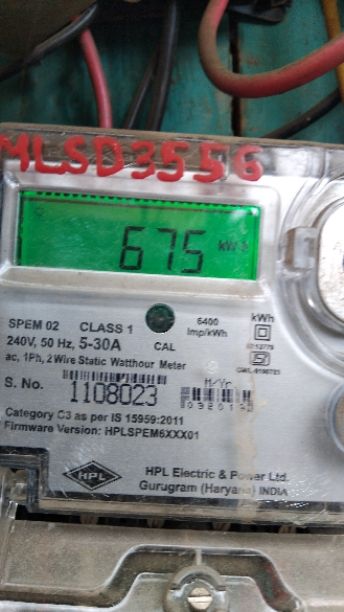 MLSD3556
675 kWh
SPEM 02 CLASS 1
240V, 50 Hz, 5-30A CAL
6400 imp/kWh
kWh
ac, 1Ph, 2 Wire Static Watthour Meter
S. No. 1108023
M/Yr.
Category C3 as per IS 15959:2011
Firmware Version: HPLSPEM6XXX01
HPL
HPL Electric & Power Ltd.
Gurugram (Haryana) INDIA